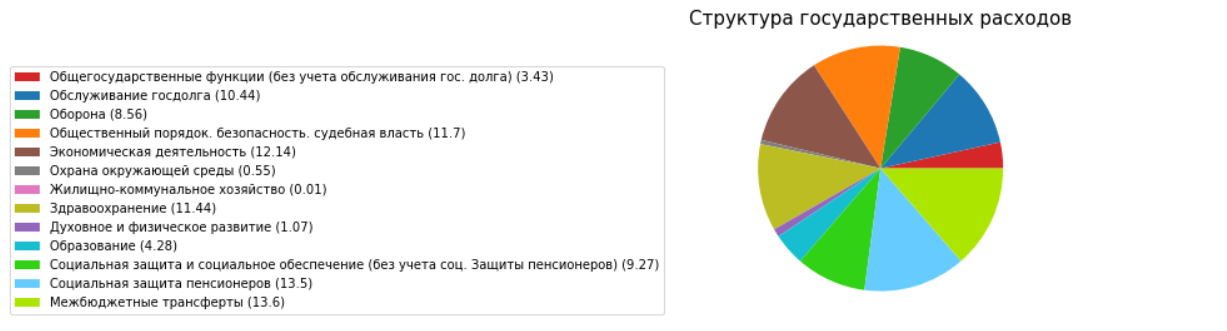 Структура государственных расходов
Общегосударственные функции (без учета обслуживания гос. долга) (3.43)
Обслуживание госдолга (10.44)
Оборона (8.56)
Общественный порядок. безопасность. судебная власть (11.7)
Экономическая деятельность (12.14)
Охрана окружающей среды (0.55)
Жилищно-коммунальное хозяйство (0.01)
Здравоохранение (11.44)
Духовное и физическое развитие (1.07)
Образование (4.28)
Социальная защита и социальное обеспечение (без учета соц. Защиты пенсионеров) (9.27)
Социальная защита пенсионеров (13.5)
Межбюджетные трансферты (13.6)